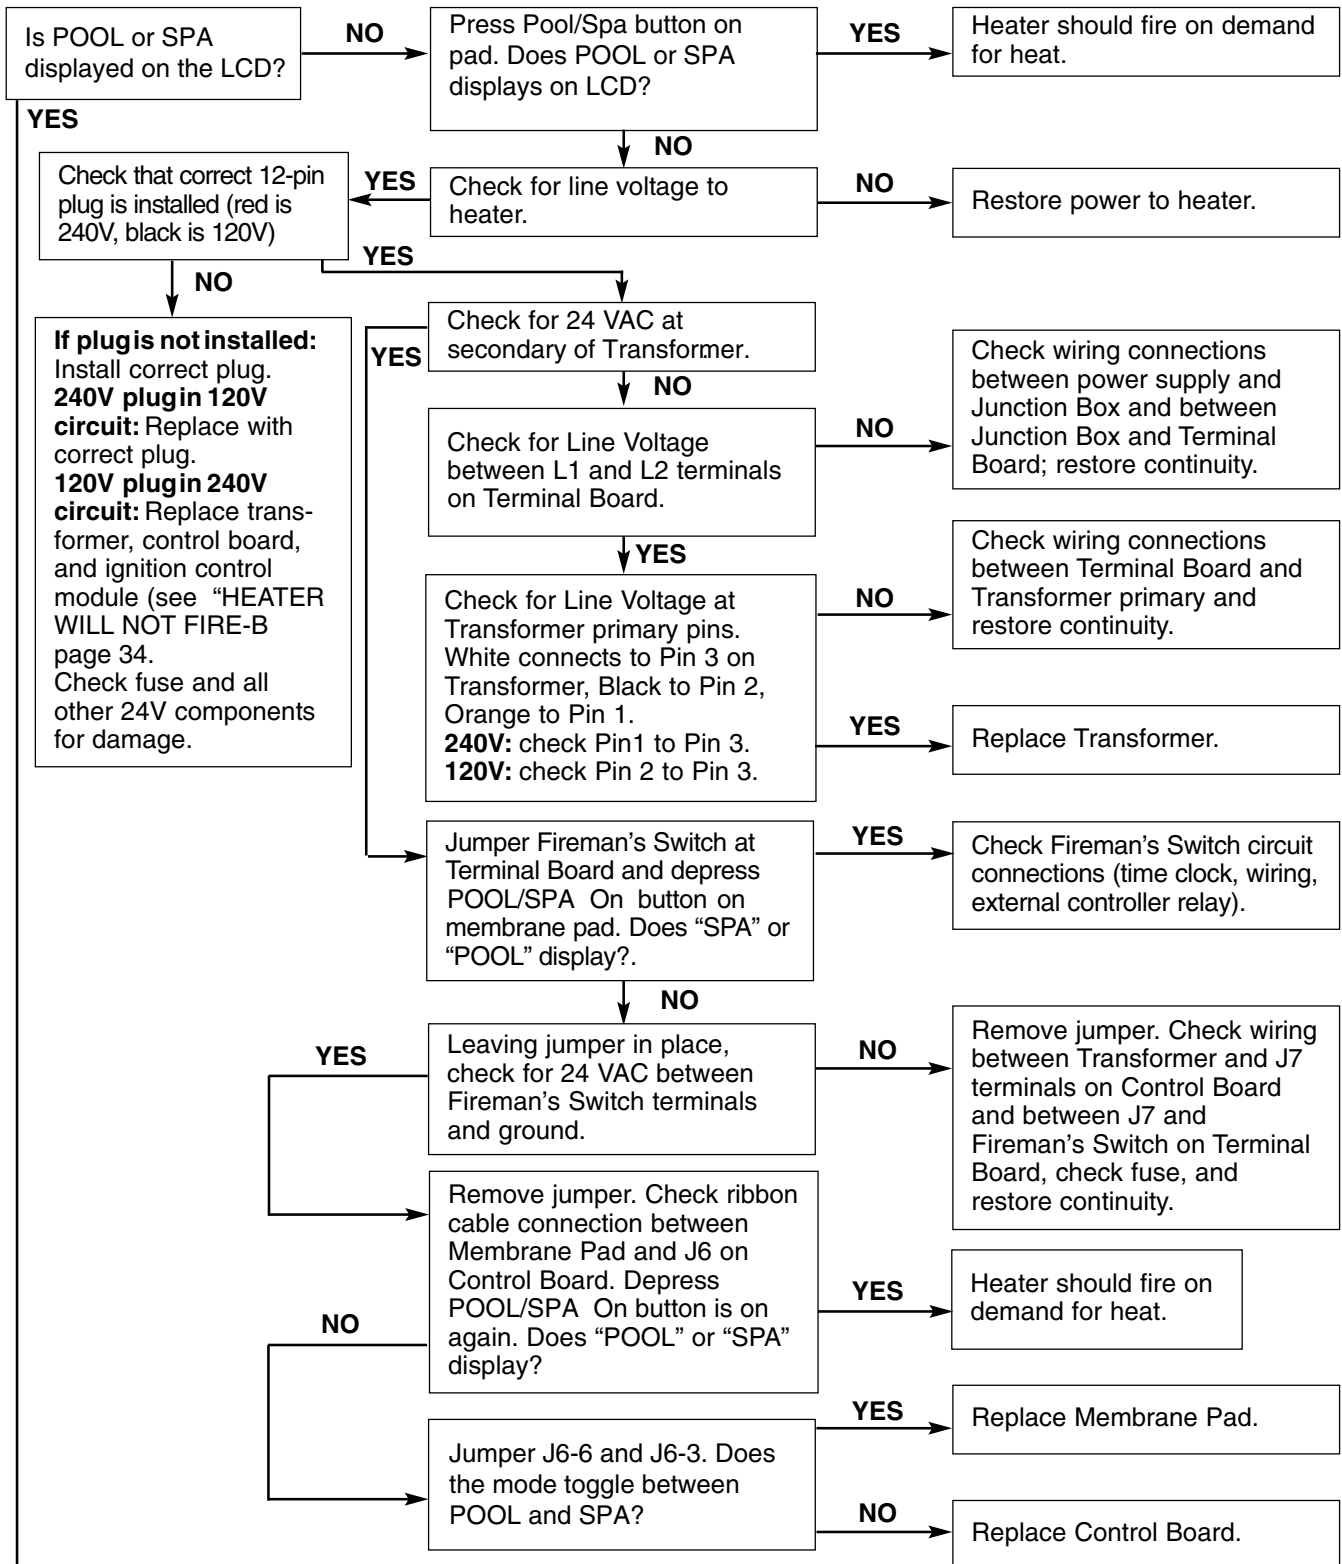 Is POOL or SPA
displayed on the LCD?
NO
Press Pool/Spa button on
pad. Does POOL or SPA
displays on LCD?
YES
Heater should fire on demand
for heat.
YES
NO
Check that correct 12-pin
plug is installed (red is
240V, black is 120V)
YES
Check for line voltage to
heater.
NO
Restore power to heater.
NO
YES
If plug is not installed:
Install correct plug.
240V plug in 120V
circuit: Replace with
correct plug.
120V plug in 240V
circuit: Replace trans-
former, control board,
and ignition control
module (see “HEATER
WILL NOT FIRE-B
page 34.
Check fuse and all
other 24V components
for damage.
Check for 24 VAC at
secondary of Transformer.
YES
NO
Check for Line Voltage
between L1 and L2 terminals
on Terminal Board.
NO
Check wiring connections
between power supply and
Junction Box and between
Junction Box and Terminal
Board; restore continuity.
YES
Check for Line Voltage at
Transformer primary pins.
White connects to Pin 3 on
Transformer, Black to Pin 2,
Orange to Pin 1.
240V: check Pin1 to Pin 3.
120V: check Pin 2 to Pin 3.
NO
Check wiring connections
between Terminal Board and
Transformer primary and
restore continuity.
YES
Replace Transformer.
Jumper Fireman’s Switch at
Terminal Board and depress
POOL/SPA On button on
membrane pad. Does “SPA” or
“POOL” display?.
YES
Check Fireman’s Switch circuit
connections (time clock, wiring,
external controller relay).
NO
YES
Leaving jumper in place,
check for 24 VAC between
Fireman’s Switch terminals
and ground.
NO
Remove jumper. Check wiring
between Transformer and J7
terminals on Control Board
and between J7 and
Fireman’s Switch on Terminal
Board, check fuse, and
restore continuity.
Remove jumper. Check ribbon
cable connection between
Membrane Pad and J6 on
Control Board. Depress
POOL/SPA On button is on
again. Does “POOL” or “SPA”
display?
YES
Heater should fire on
demand for heat.
NO
Jumper J6-6 and J6-3. Does
the mode toggle between
POOL and SPA?
YES
Replace Membrane Pad.
NO
Replace Control Board.